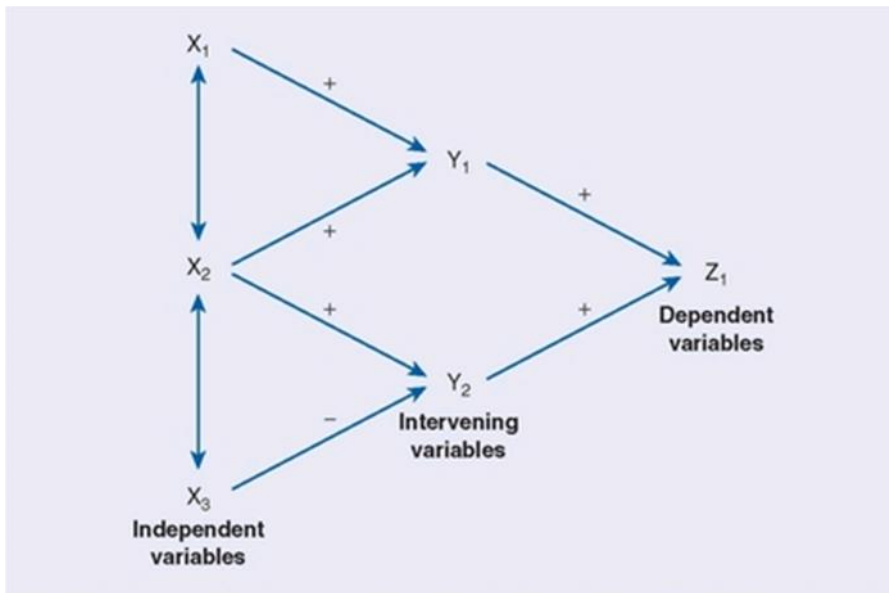 X₁
+
Y₁
+
+
X₂
Z₁
+
+
Dependent
variables
Y₂
−
Intervening
variables
X₃
Independent
variables